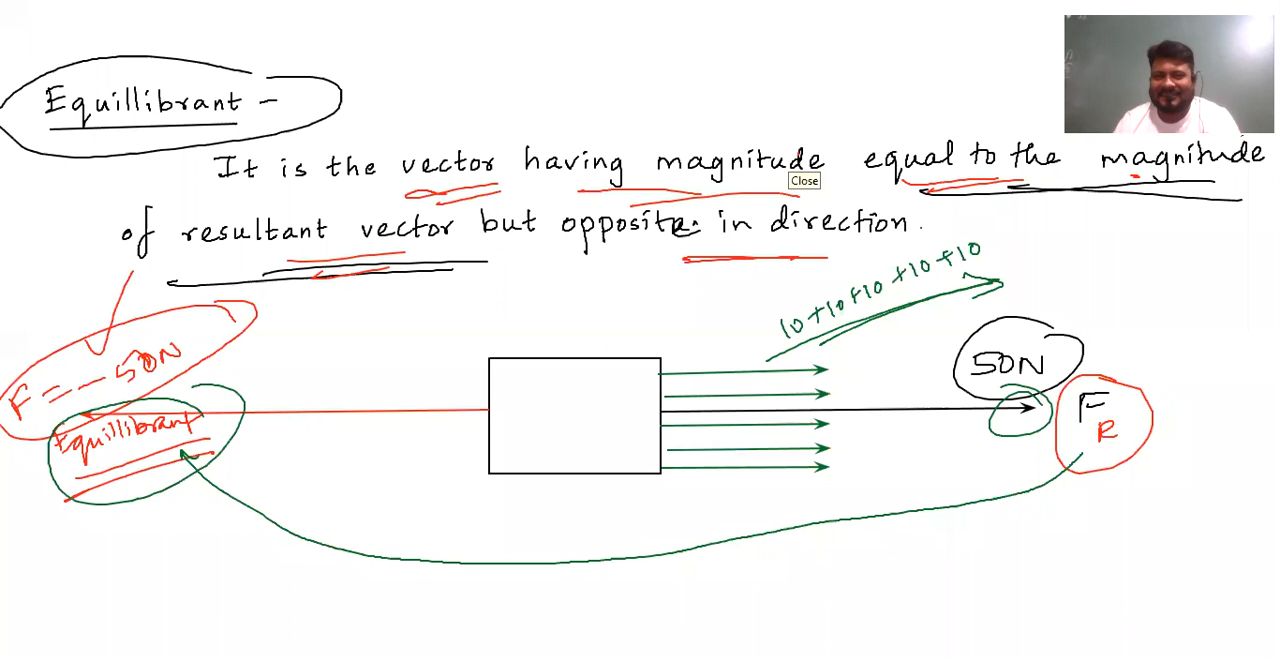 Equillibrant -
It is the vector having magnitude equal to the magnitude
Close
of resultant vector but opposite in direction.
10+10+10+10+10
F = - 50N
50N
Equillibrant
F R